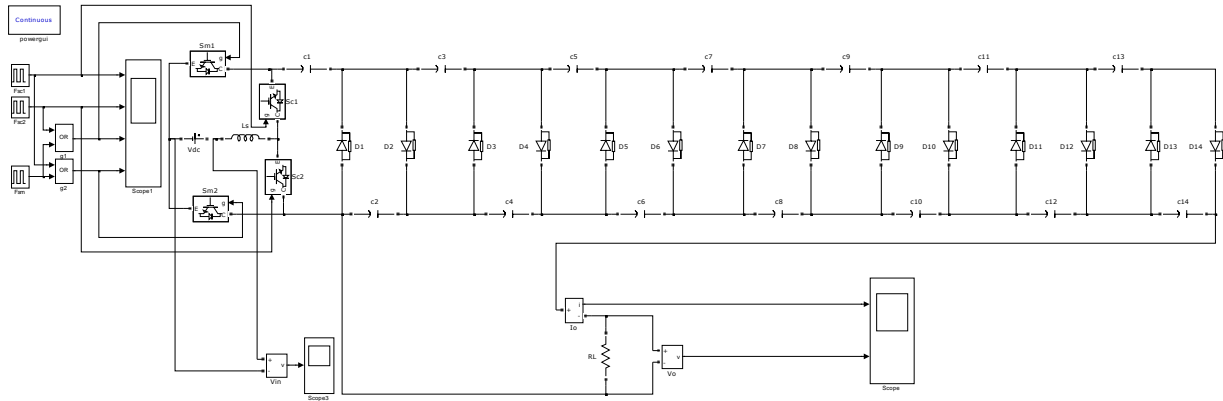 Continuous
powergui
Sm1
g
E
C
c1
c3
c5
c7
c9
c11
c13
Fsc1
Fsc2
OR
g1
OR
g2
Fsm
Scope1
Vdc
Ls
E
g
C
Sc1
E
g
C
Sc2
Sm2
g
E
C
D1
D2
D3
D4
D5
D6
D7
D8
D9
D10
D11
D12
D13
D14
c2
c4
c6
c8
c10
c12
c14
+
i
-
Io
RL
+
v
-
Vo
Scope
+
v
-
Vin
Scope3